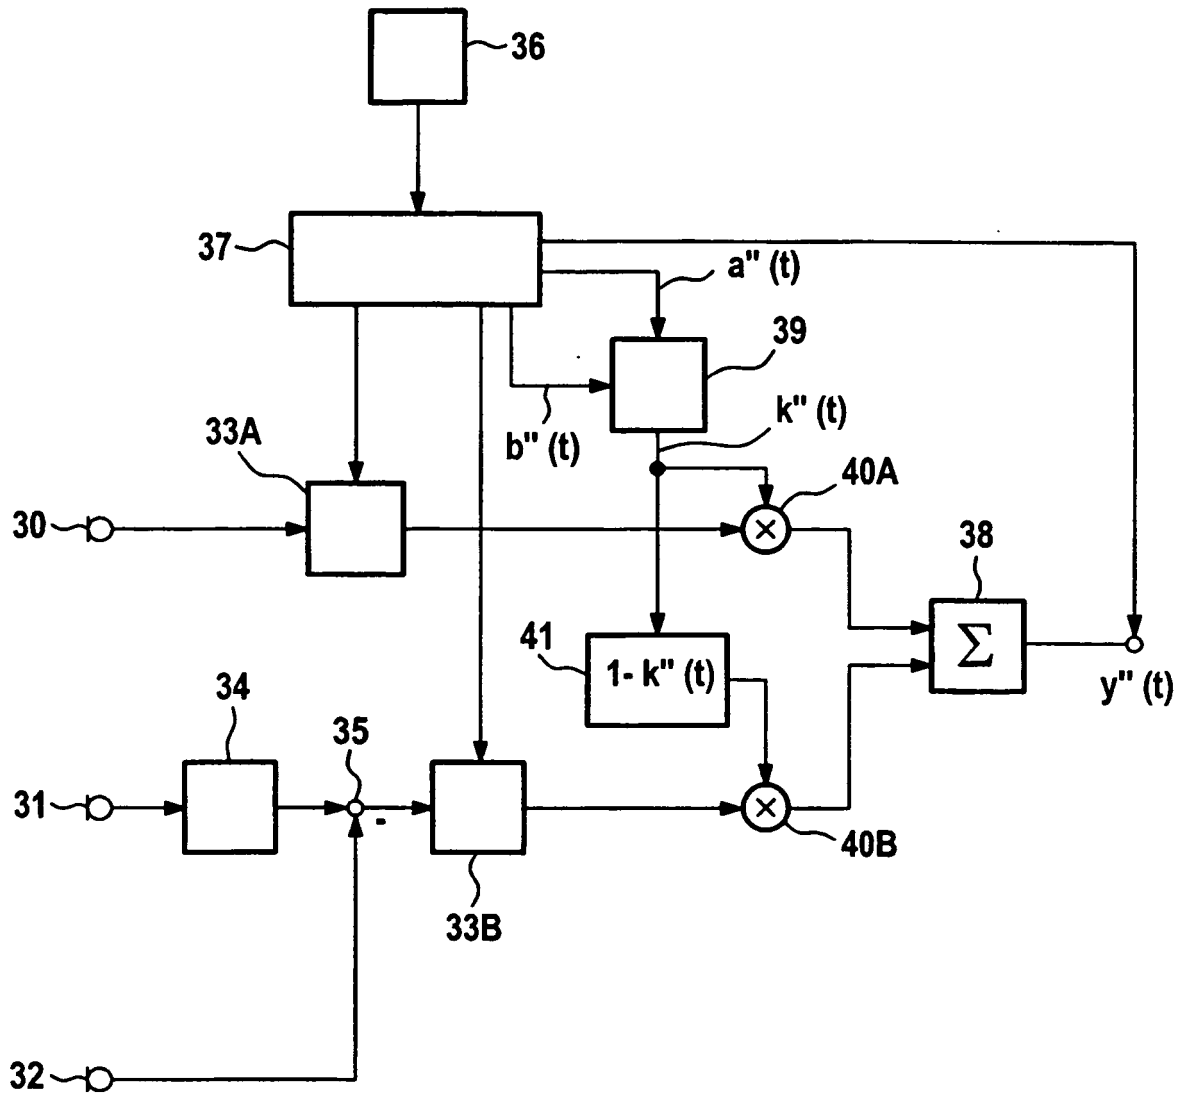 36
37
a" (t)
39
b" (t)
k" (t)
33A
40A
30
38
Σ
41
1- k" (t)
y" (t)
34
35
31
-
40B
33B
32